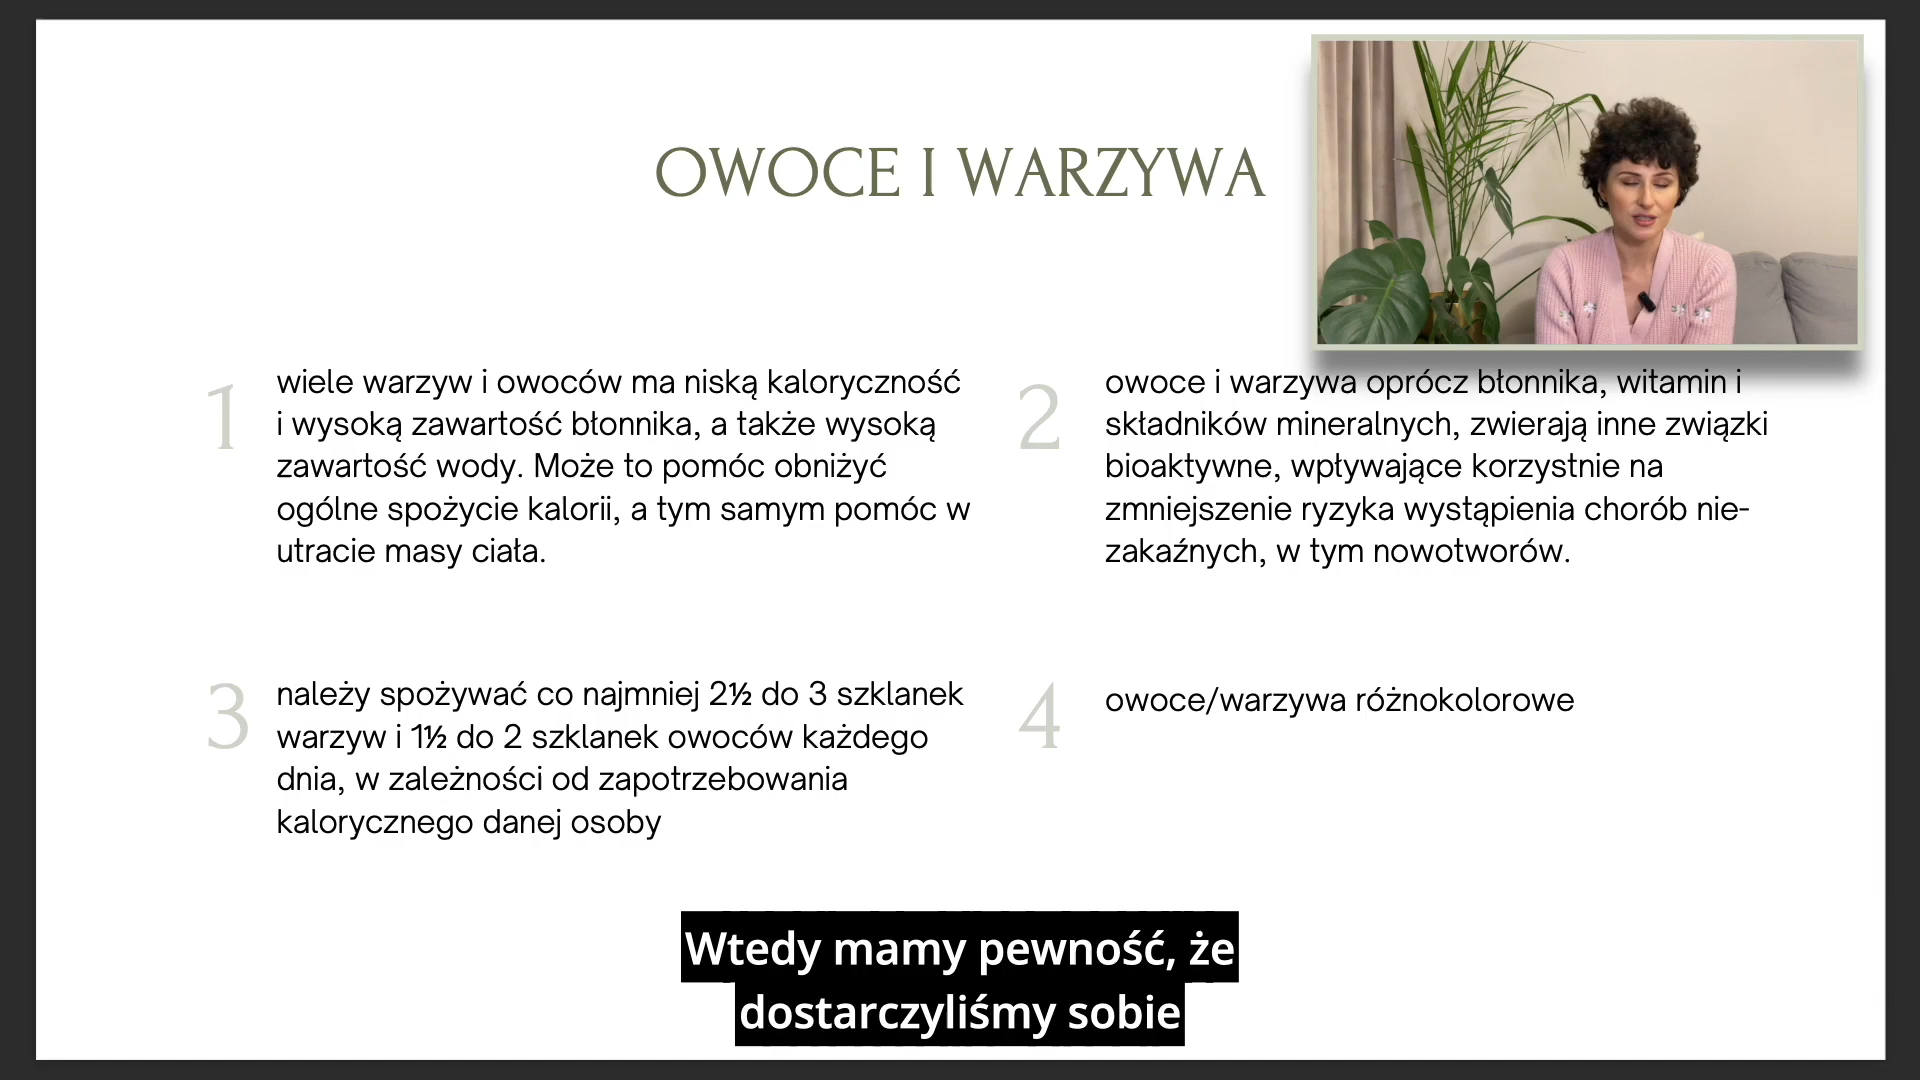 OWOCE I WARZYWA
1
wiele warzyw i owoców ma niską kaloryczność
i wysoką zawartość błonnika, a także wysoką
zawartość wody. Może to pomóc obniżyć
ogólne spożycie kalorii, a tym samym pomóc w
utracie masy ciała.
2
owoce i warzywa oprócz błonnika, witamin i
składników mineralnych, zwierają inne związki
bioaktywne, wpływające korzystnie na
zmniejszenie ryzyka wystąpienia chorób nie-
zakaźnych, w tym nowotworów.
3
należy spożywać co najmniej 2½ do 3 szklanek
warzyw i 1½ do 2 szklanek owoców każdego
dnia, w zależności od zapotrzebowania
kalorycznego danej osoby
4
owoce/warzywa różnokolorowe
Wtedy mamy pewność, że
dostarczyliśmy sobie